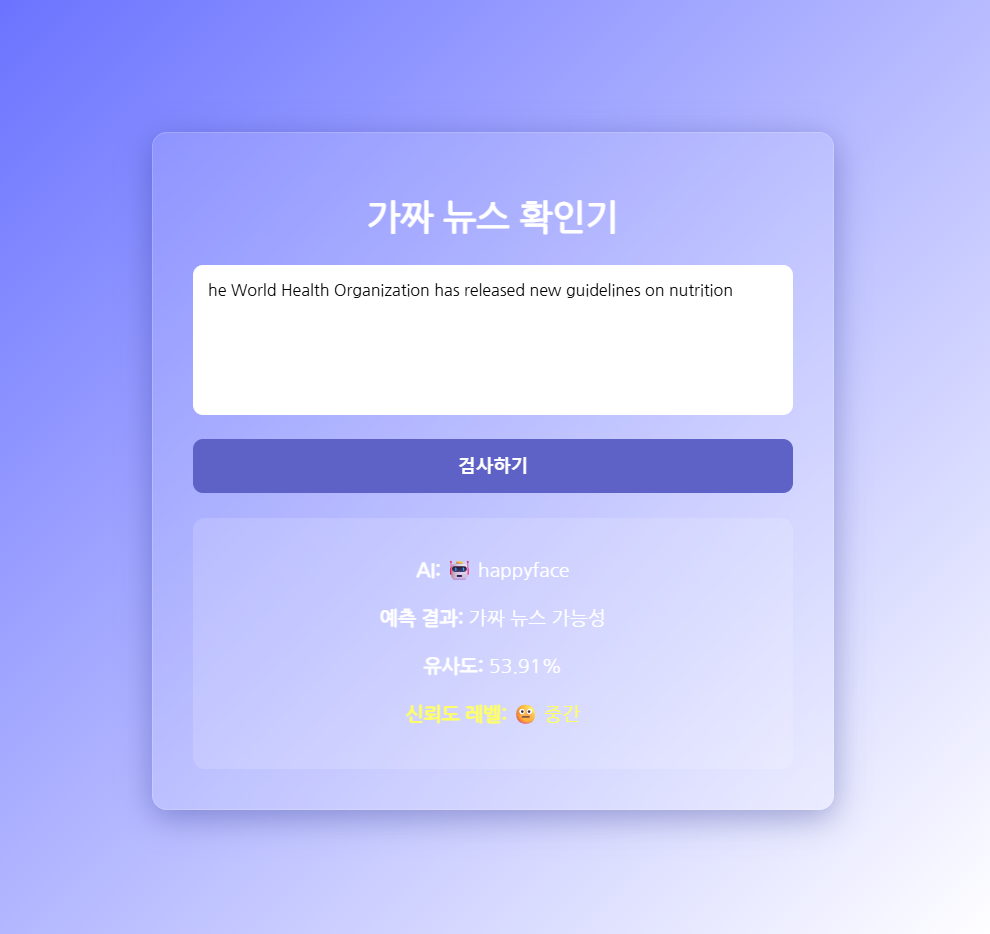 가짜 뉴스 확인기
he World Health Organization has released new guidelines on nutrition
검사하기
AI: 🤖 happyface
예측 결과: 가짜 뉴스 가능성
유사도: 53.91%
신뢰도 레벨: 😐 중간